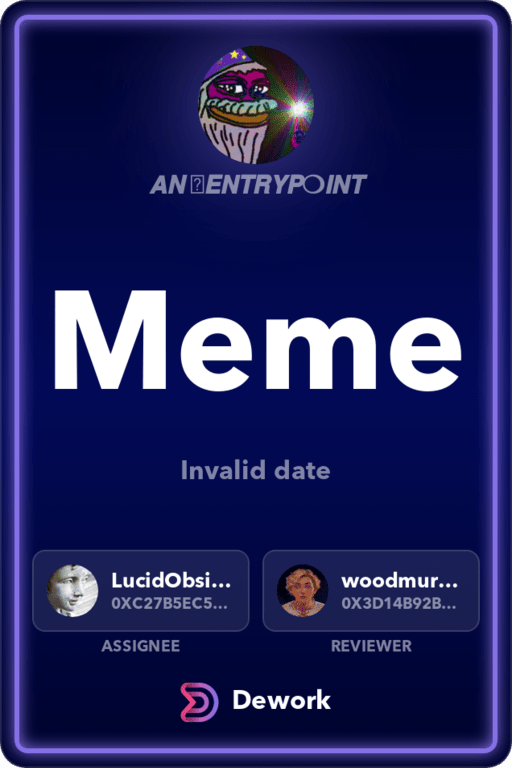 AN ENTRYPOINT
Meme
Invalid date
LucidObsi...
0XC27B5EC5...
woodmur...
0X3D14B92B...
ASSIGNEE
REVIEWER
Dework